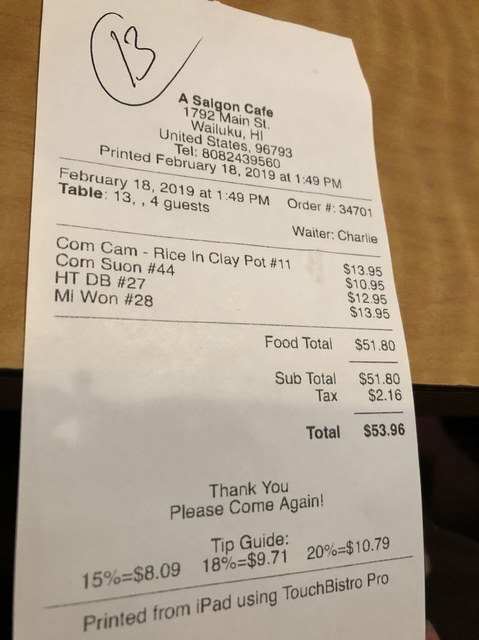 13
A Saigon Cafe
1792 Main St.
Wailuku, HI
United States, 96793
Tel: 8082439560
Printed February 18, 2019 at 1:49 PM
February 18, 2019 at 1:49 PM Order #: 34701
Table: 13, , 4 guests
Waiter: Charlie
Com Cam - Rice In Clay Pot #11 $13.95
Com Suon #44 $10.95
HT DB #27 $12.95
Mi Won #28 $13.95
Food Total $51.80
Sub Total $51.80
Tax $2.16
Total $53.96
Thank You
Please Come Again!
Tip Guide:
15%=$8.09 18%=$9.71 20%=$10.79
Printed from iPad using TouchBistro Pro